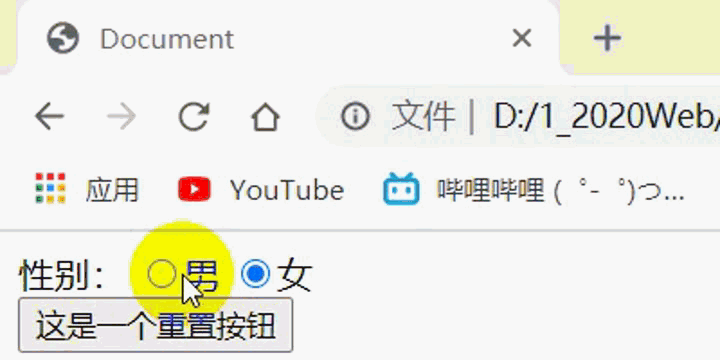 Document
文件 | D:/1_2020Web/
应用 YouTube 哔哩哔哩 (゜-゜)つ...
性别： 男 女
这是一个重置按钮